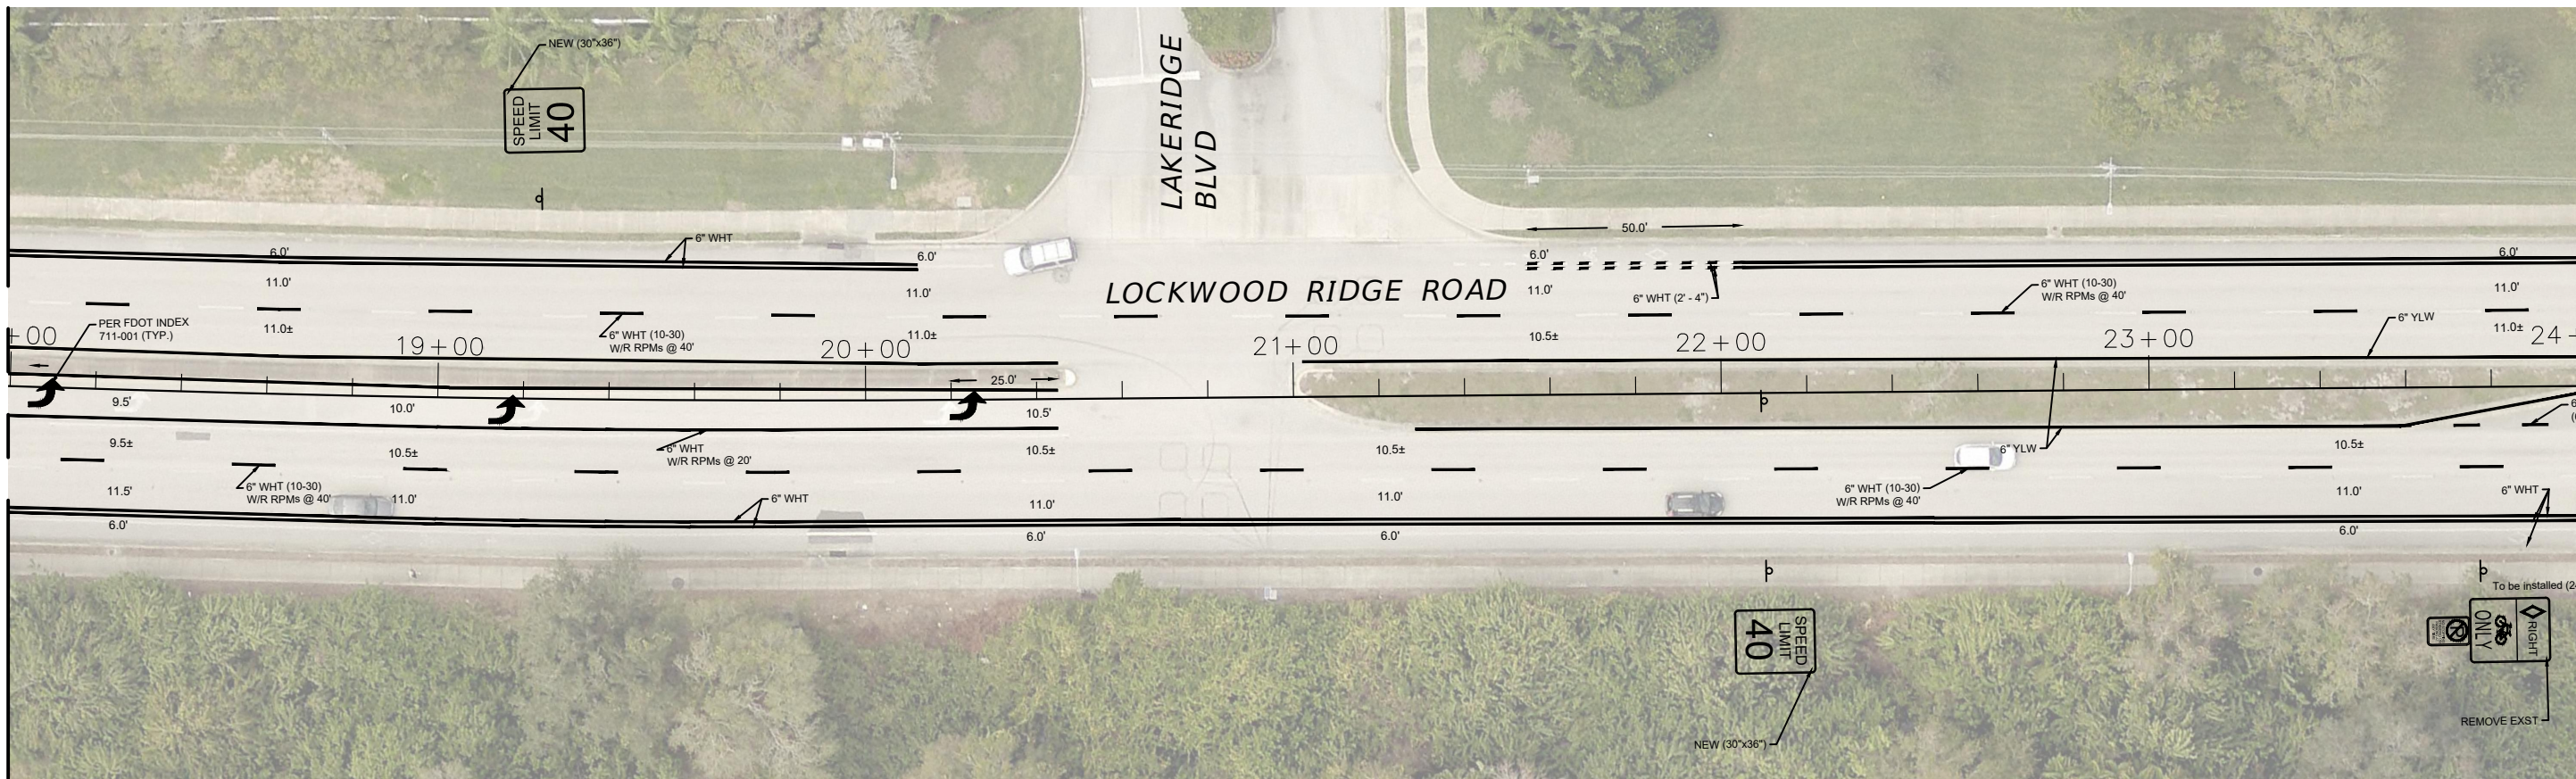 NEW (30"x36")
SPEED
LIMIT
40
LAKERIDGE
BLVD
6.0'
6" WHT
6.0'
50.0'
6.0'
6.0'
11.0'
11.0'
LOCKWOOD RIDGE ROAD
11.0'
6" WHT (2' - 4")
6" WHT (10-30)
W/R RPMs @ 40'
11.0'
PER FDOT INDEX
711-001 (TYP.)
11.0±
6" WHT (10-30)
W/R RPMs @ 40'
11.0±
10.5±
6" YLW
11.0±
+00
19+00
20+00
21+00
22+00
23+00
24-
25.0'
9.5'
10.0'
10.5'
9.5±
10.5±
6" WHT
W/R RPMs @ 20'
10.5±
10.5±
6" YLW
10.5±
6" WHT (10-30)
W/R RPMs @ 40'
11.5'
11.0'
6" WHT
11.0'
11.0'
6" WHT (10-30)
W/R RPMs @ 40'
11.0'
6" WHT
6.0'
6.0'
6.0'
6.0'
To be installed (2
SPEED
LIMIT
40
RIGHT
ONLY
REMOVE EXST
NEW (30"x36")